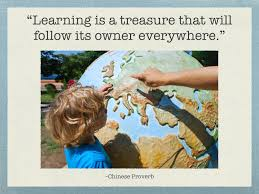 “Learning is a treasure that will
follow its owner everywhere.”
-Chinese Proverb